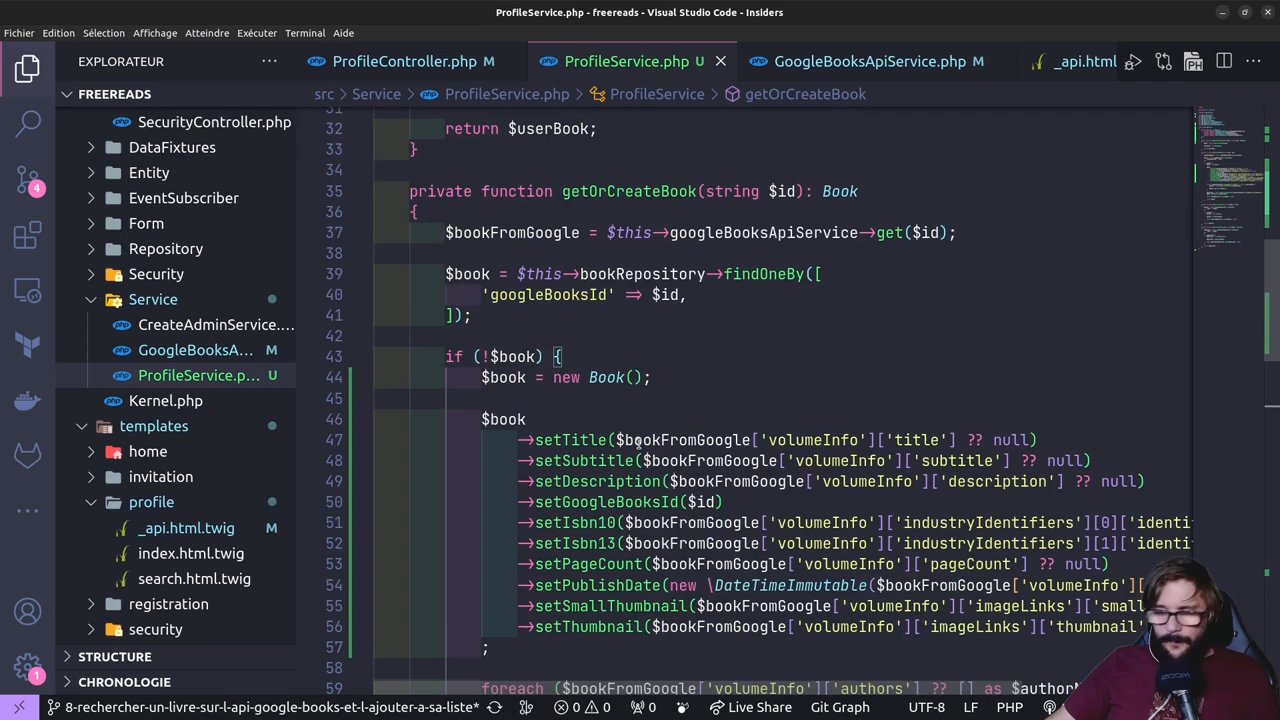 ProfileService.php - freereads - Visual Studio Code - Insiders
Fichier Edition Sélection Affichage Atteindre Exécuter Terminal Aide
EXPLORATEUR
ProfileController.php M
ProfileService.php U
GoogleBooksApiService.php M
_api.html
FREEREADS
src > Service > ProfileService.php > ProfileService > getOrCreateBook
SecurityController.php
DataFixtures
Entity
EventSubscriber
Form
Repository
Security
Service
CreateAdminService....
GoogleBooksA... M
ProfileService.p... U
Kernel.php
templates
home
invitation
profile
_api.html.twig M
index.html.twig
search.html.twig
registration
security
STRUCTURE
CHRONOLOGIE
4
1
31
32 return $userBook;
33 }
34
35 private function getOrCreateBook(string $id): Book
36 {
37 $bookFromGoogle = $this->googleBooksApiService->get($id);
38
39 $book = $this->bookRepository->findOneBy([
40 'googleBooksId' => $id,
41 ]);
42
43 if (!$book) {
44 $book = new Book();
45
46 $book
47 ->setTitle($bookFromGoogle['volumeInfo']['title'] ?? null)
48 ->setSubtitle($bookFromGoogle['volumeInfo']['subtitle'] ?? null)
49 ->setDescription($bookFromGoogle['volumeInfo']['description'] ?? null)
50 ->setGoogleBooksId($id)
51 ->setIsbn10($bookFromGoogle['volumeInfo']['industryIdentifiers'][0]['identi
52 ->setIsbn13($bookFromGoogle['volumeInfo']['industryIdentifiers'][1]['identi
53 ->setPageCount($bookFromGoogle['volumeInfo']['pageCount'] ?? null)
54 ->setPublishDate(new \DateTimeImmutable($bookFromGoogle['volumeInfo'][
55 ->setSmallThumbnail($bookFromGoogle['volumeInfo']['imageLinks']['small
56 ->setThumbnail($bookFromGoogle['volumeInfo']['imageLinks']['thumbnail'
57 ;
58
59 foreach ($bookFromGoogle['volumeInfo']['authors'] ?? [] as $author
8-rechercher-un-livre-sur-l-api-google-books-et-l-ajouter-a-sa-liste* 0 0 0 Live Share Git Graph UTF-8 LF PHP
ZOOM